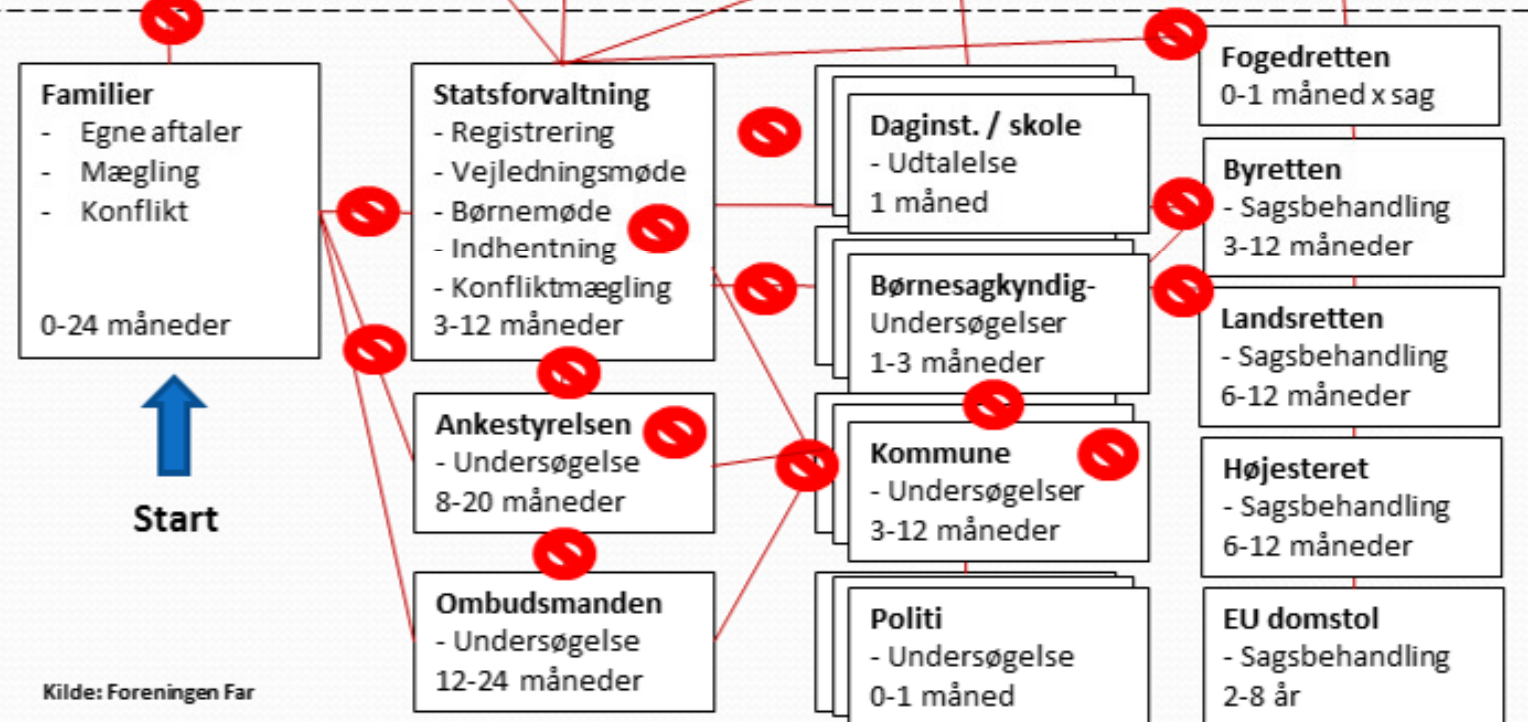 Familier
- Egne aftaler
- Mægling
- Konflikt
0-24 måneder
Start
Kilde: Foreningen Far
Statsforvaltning
- Registrering
- Vejledningsmøde
- Børnemøde
- Indhentning
- Konfliktmægling
3-12 måneder
Ankestyrelsen
- Undersøgelse
8-20 måneder
Ombudsmanden
- Undersøgelse
12-24 måneder
Daginst. / skole
- Udtalelse
1 måned
Børnesagkyndig-
Undersøgelser
1-3 måneder
Kommune
- Undersøgelser
3-12 måneder
Politi
- Undersøgelse
0-1 måned
Fogedretten
0-1 måned x sag
Byretten
- Sagsbehandling
3-12 måneder
Landsretten
- Sagsbehandling
6-12 måneder
Højesteret
- Sagsbehandling
6-12 måneder
EU domstol
- Sagsbehandling
2-8 år